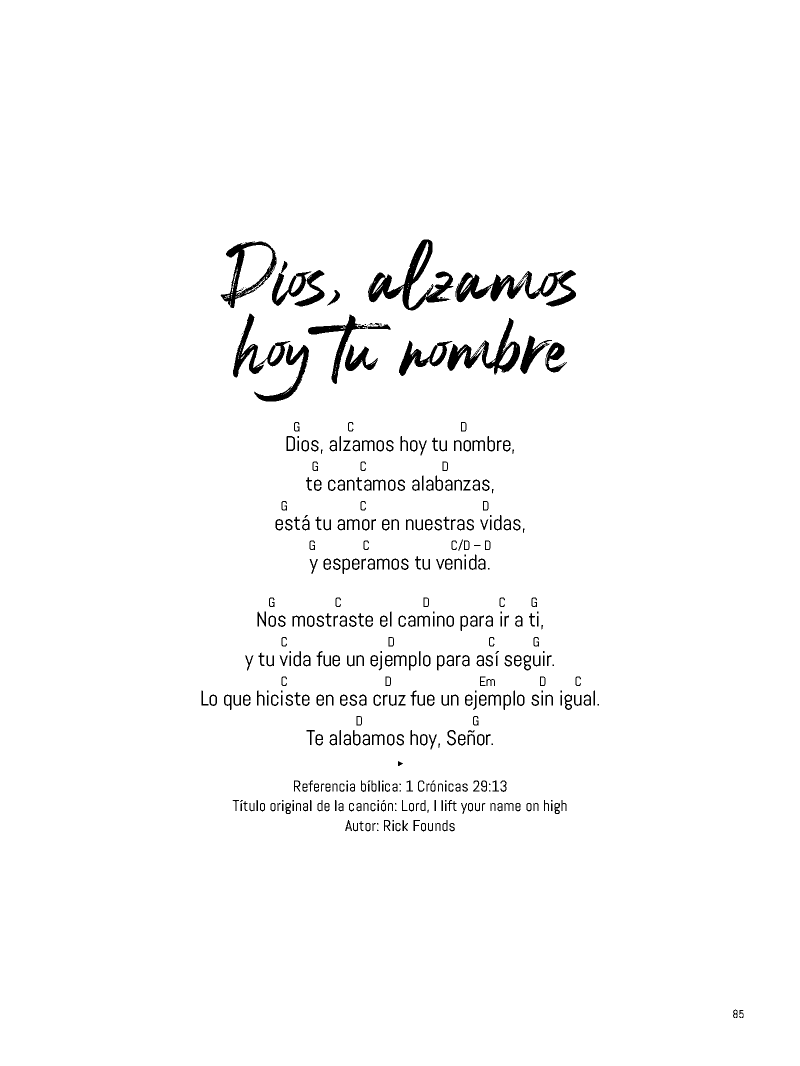 Dios, alzamos
hoy tu nombre
G C D
Dios, alzamos hoy tu nombre,
G C D
te cantamos alabanzas,
G C D
está tu amor en nuestras vidas,
G C C/D – D
y esperamos tu venida.
G C D C G
Nos mostraste el camino para ir a ti,
C D C G
y tu vida fue un ejemplo para así seguir.
C D Em D C
Lo que hiciste en esa cruz fue un ejemplo sin igual.
D G
Te alabamos hoy, Señor.
Referencia bíblica: 1 Crónicas 29:13
Título original de la canción: Lord, I lift your name on high
Autor: Rick Founds
85